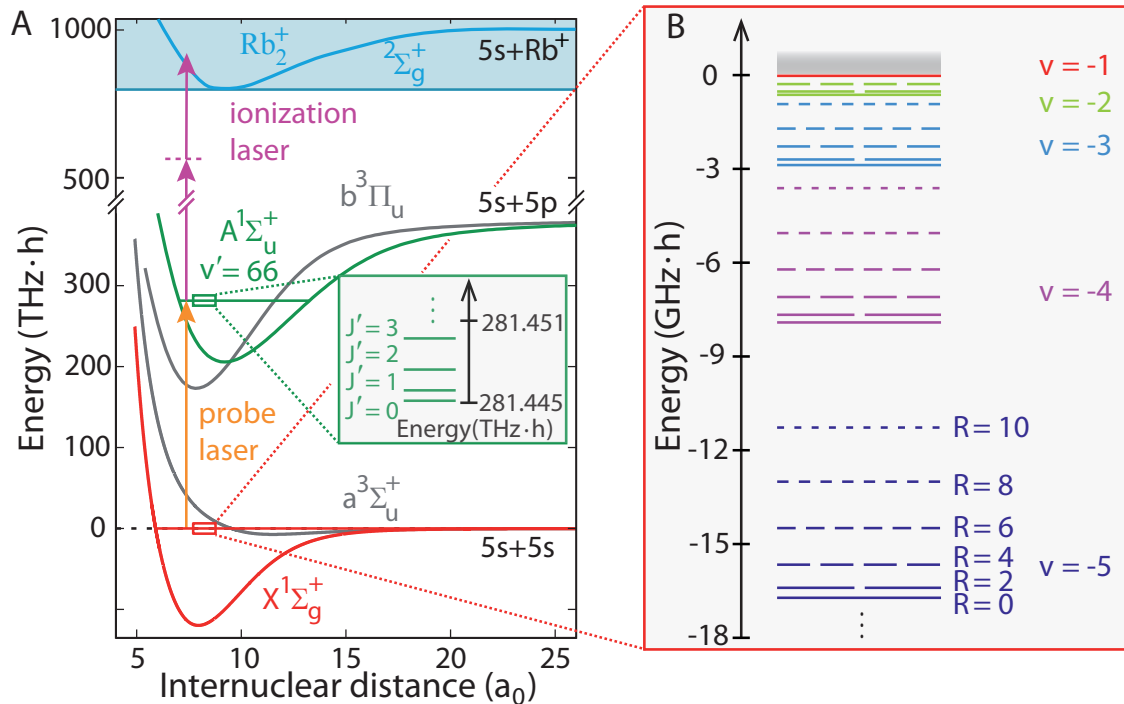 A
1000
500
300
200
100
0
Energy (THz·h)
5
10
15
20
25
Internuclear distance (a₀)
Rb₂⁺
²Σg⁺
5s+Rb⁺
ionization
laser
b³Πu
5s+5p
A¹Σu⁺
v′ = 66
J′ = 3
J′ = 2
J′ = 1
J′ = 0
281.451
281.445
Energy(THz·h)
probe
laser
a³Σu⁺
5s+5s
X¹Σg⁺
B
Energy (GHz·h)
0
-3
-6
-9
-12
-15
-18
v = -1
v = -2
v = -3
v = -4
R = 10
R = 8
R = 6
R = 4
v = -5
R = 2
R = 0